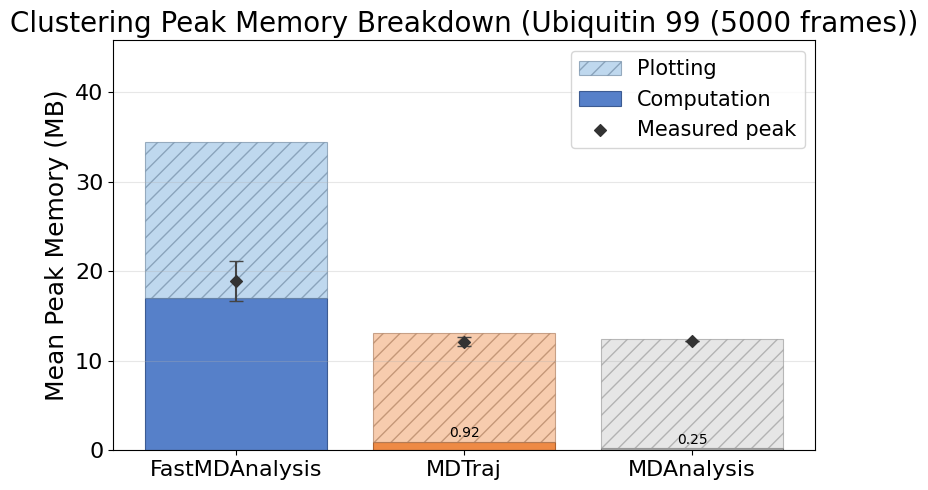 Clustering Peak Memory Breakdown (Ubiquitin 99 (5000 frames))
Mean Peak Memory (MB)
40
30
20
10
0
Plotting
Computation
Measured peak
0.92
0.25
FastMDAnalysis
MDTraj
MDAnalysis